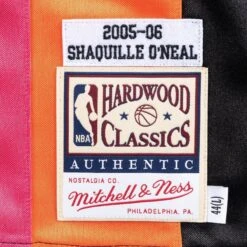 2005-06
SHAQUILLE O'NEAL
HARDWOOD
NBA
CLASSICS
AUTHENTIC
NOSTALGIA CO.
Mitchell & Ness
PHILADELPHIA, PA.
44(L)